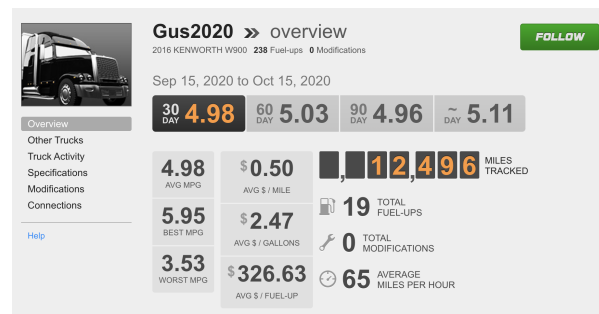 Gus2020 » overview
2016 KENWORTH W900 238 Fuel-ups 0 Modifications
FOLLOW
Sep 15, 2020 to Oct 15, 2020
30 DAY 4.98 60 DAY 5.03 90 DAY 4.96 ~ DAY 5.11
Overview
Other Trucks
Truck Activity
Specifications
Modifications
Connections
Help
4.98
AVG MPG
5.95
BEST MPG
3.53
WORST MPG
$0.50
AVG $ / MILE
$2.47
AVG $ / GALLONS
$326.63
AVG $ / FUEL-UP
, 12,496 MILES TRACKED
19 TOTAL FUEL-UPS
0 TOTAL MODIFICATIONS
65 AVERAGE MILES PER HOUR